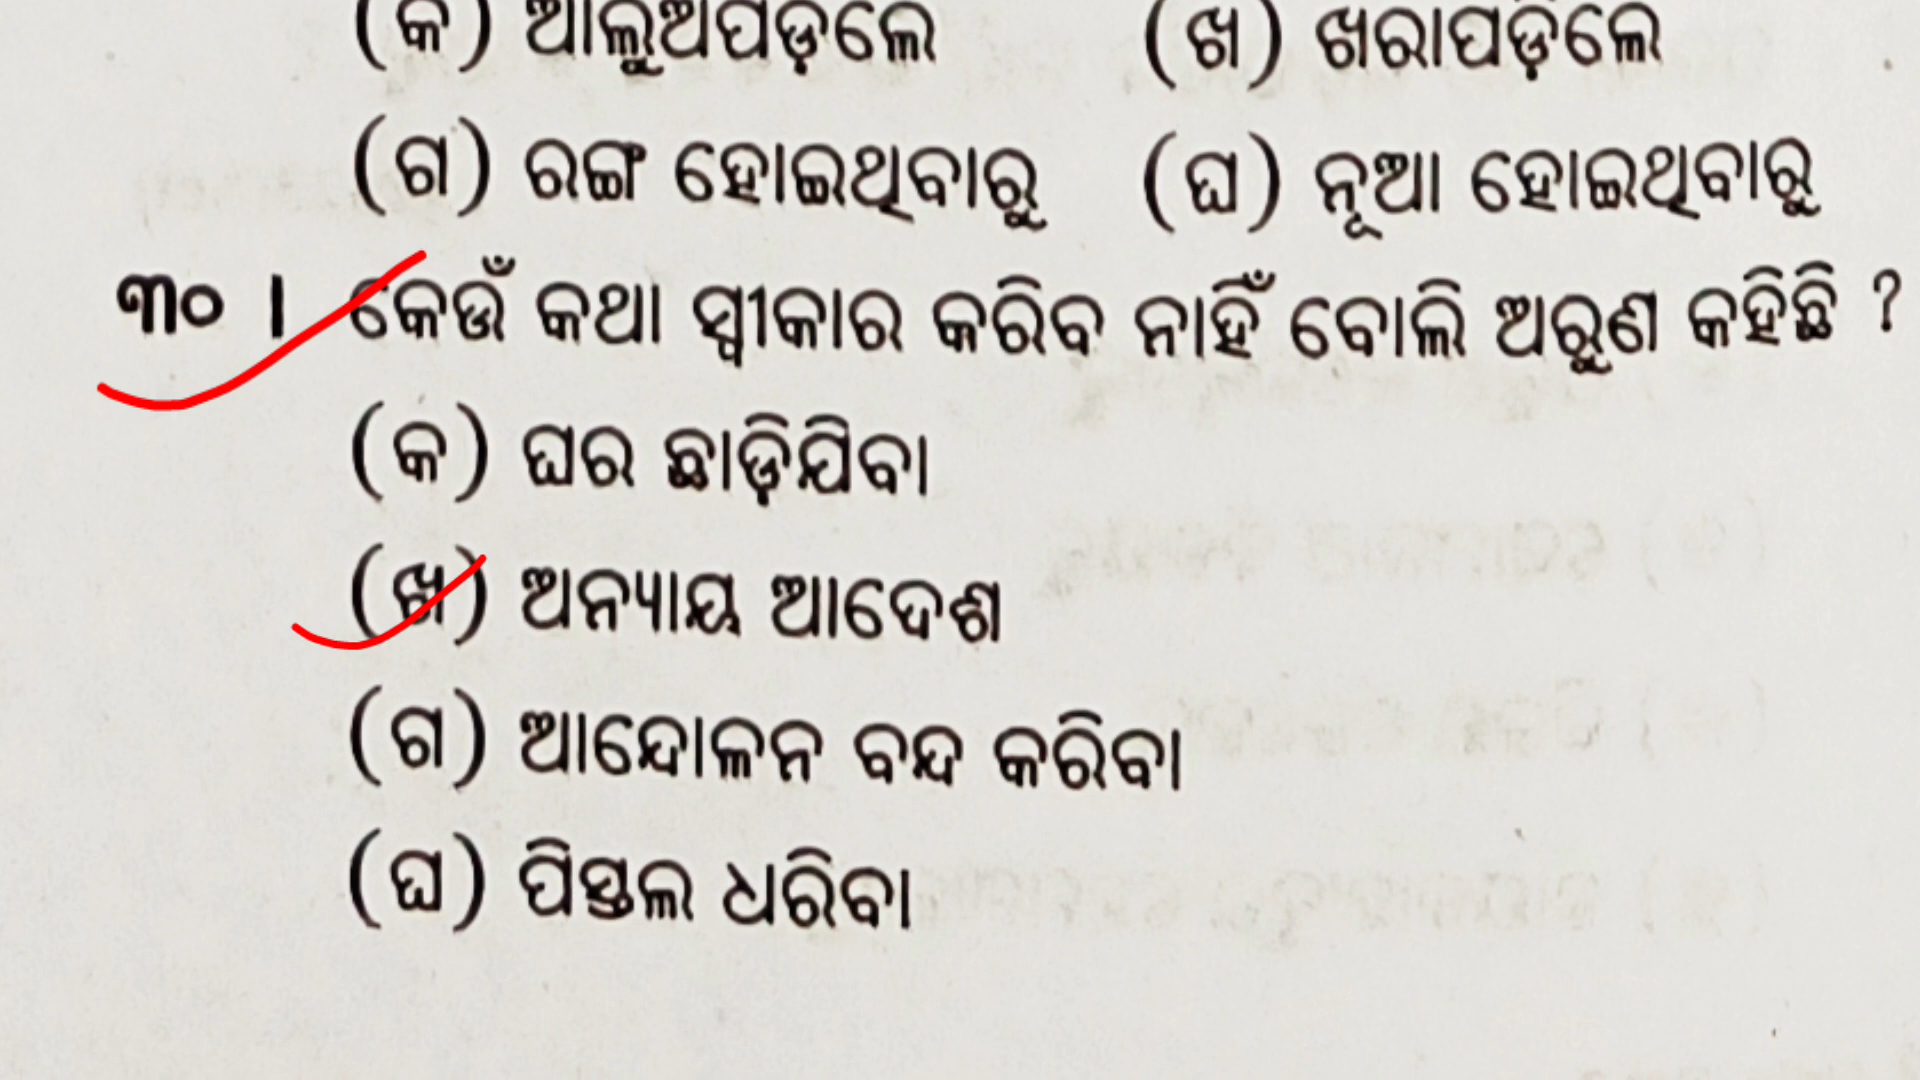 (କ) ଆଲୁଅପଡ଼ିଲେ (ଖ) ଖରାପଡ଼ିଲେ
(ଗ) ରଙ୍ଗ ହୋଇଥିବାରୁ (ଘ) ନୂଆ ହୋଇଥିବାରୁ
୩୦ । କେଉଁ କଥା ସ୍ୱୀକାର କରିବ ନାହିଁ ବୋଲି ଅରୁଣ କହିଛି ?
(କ) ଘର ଛାଡ଼ିଯିବା
(ଖ) ଅନ୍ୟାୟ ଆଦେଶ
(ଗ) ଆନ୍ଦୋଳନ ବନ୍ଦ କରିବା
(ଘ) ପିସ୍ତଲ ଧରିବା